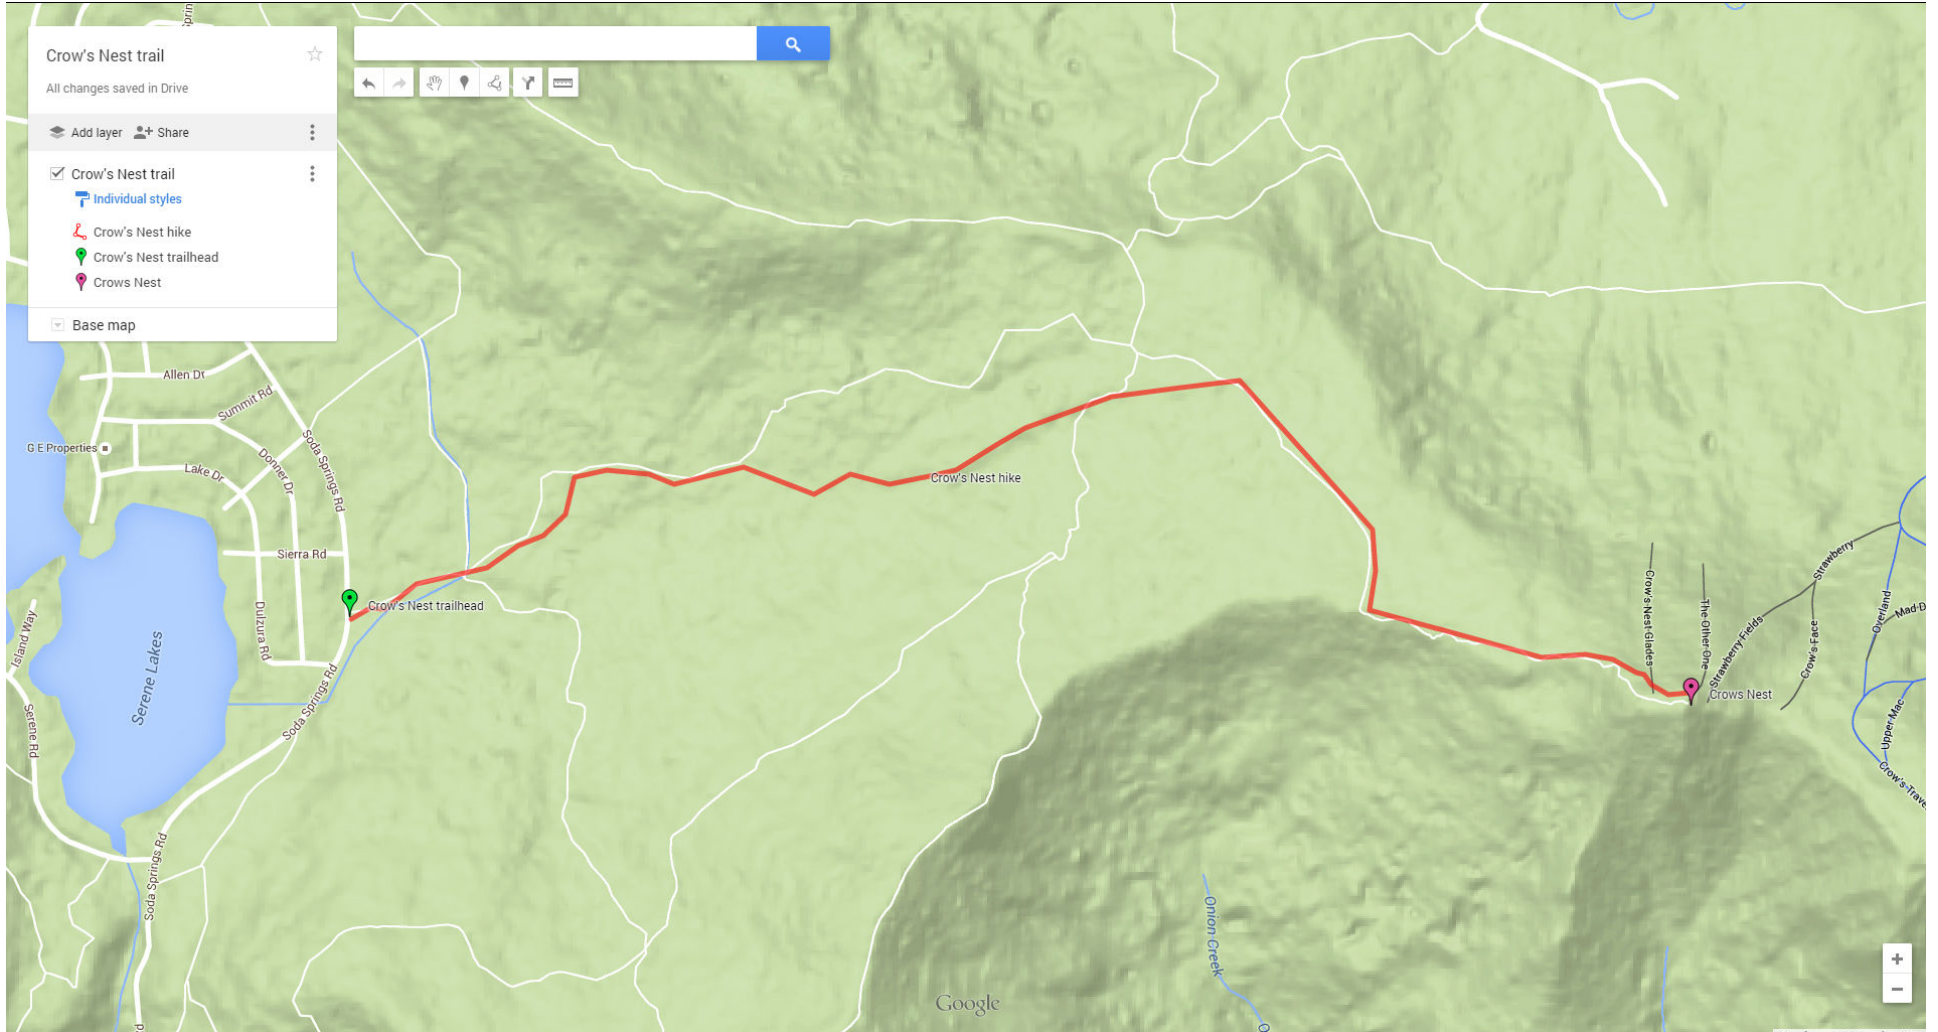 Crow's Nest trail
All changes saved in Drive
Add layer
Share
Crow's Nest trail
Individual styles
Crow's Nest hike
Crow's Nest trailhead
Crows Nest
Base map
Allen Dr
Summit Rd
Soda Springs Rd
G E Properties
Lake Dr
Donner Dr
Crow's Nest hike
Sierra Rd
Crow's Nest trailhead
Dulzura Rd
Island Way
Serene Lakes
Serene Rd
Soda Springs Rd
Soda Springs Rd
Crow's Nest Glades
The Other One
Strawberry Fields
Strawberry
Crow's Face
Overland
Mad D
Crows Nest
Upper Mac
Crow's Trave
Onion Creek
Google